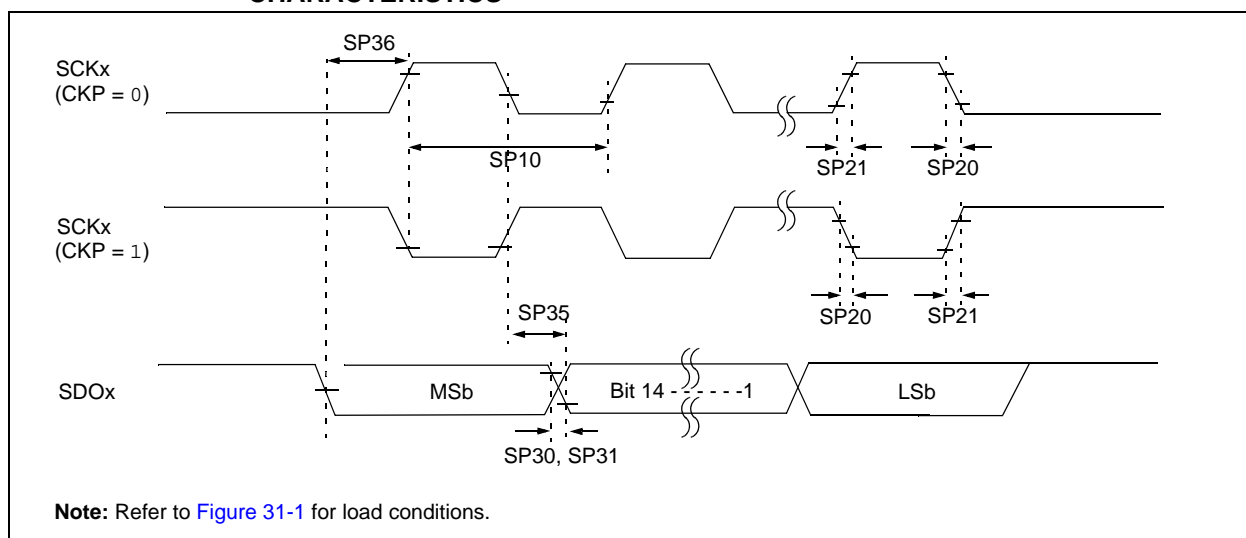 CHARACTERISTICS
SP36
SCKx
(CKP = 0)
SP10
SP21
SP20
SCKx
(CKP = 1)
SP35
SP20
SP21
SDOx
MSb
Bit 14 - - - - - -1
LSb
SP30, SP31
Note: Refer to Figure 31-1 for load conditions.